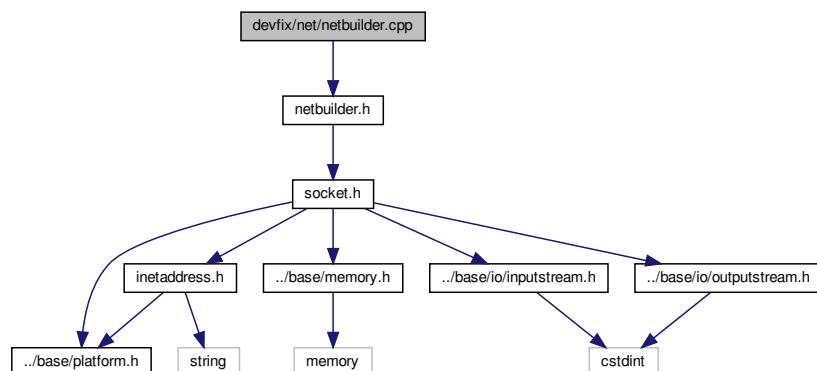 devfix/net/netbuilder.cpp
netbuilder.h
socket.h
inetaddress.h
../base/memory.h
../base/io/inputstream.h
../base/io/outputstream.h
../base/platform.h
string
memory
cstdint